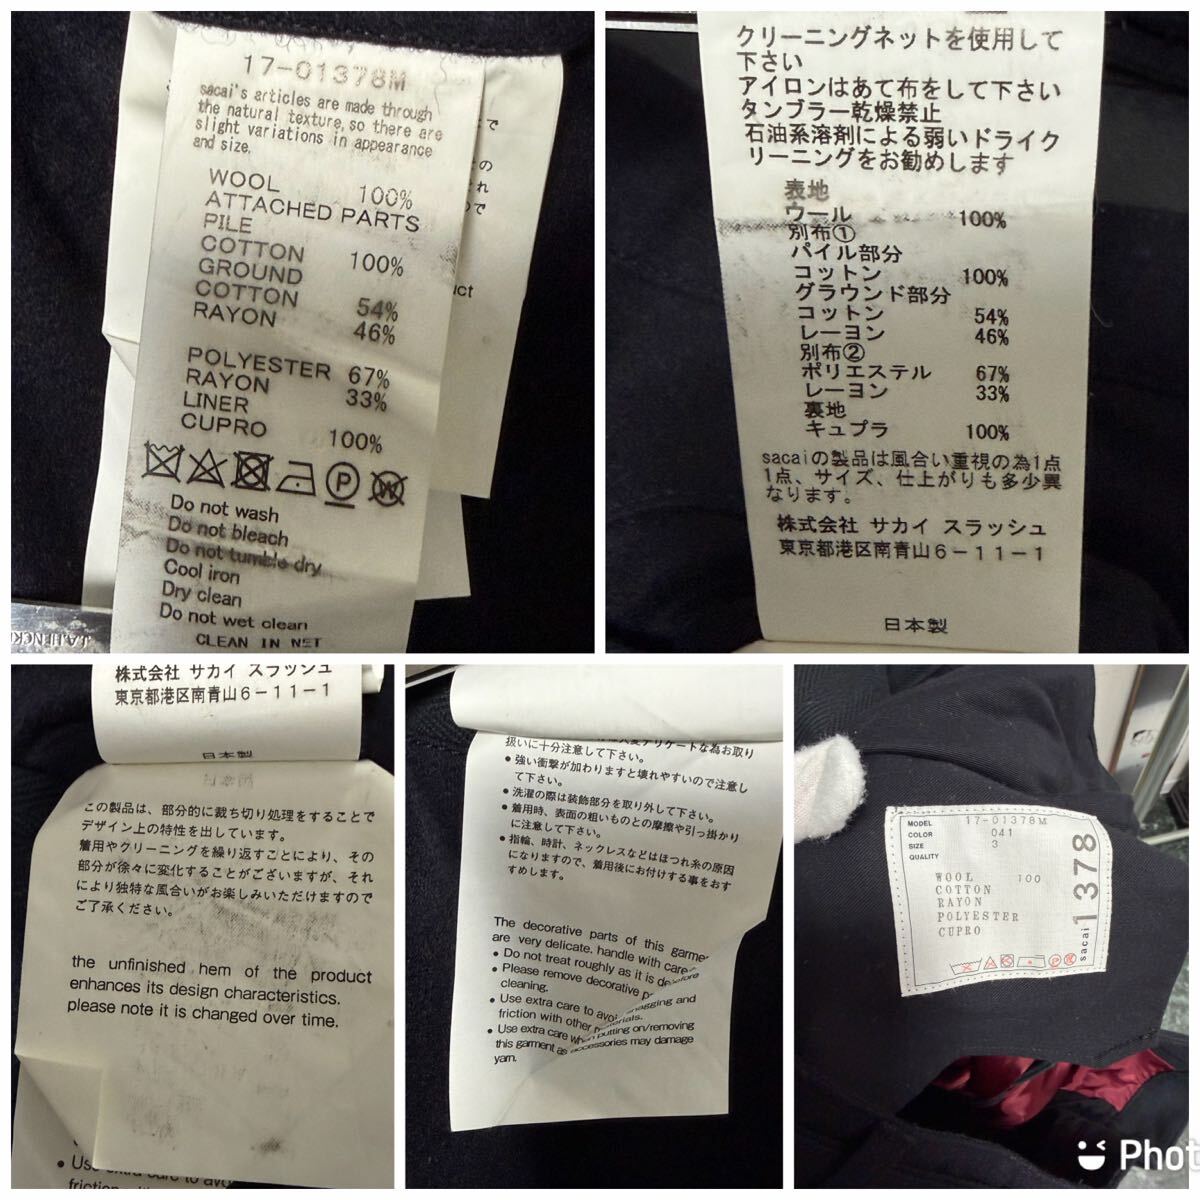 17-01378M
sacai's articles are made through
the natural texture, so there are
slight variations in appearance
and size.
WOOL 100%
ATTACHED PARTS
PILE
COTTON 100%
GROUND
COTTON 54%
RAYON 46%
POLYESTER 67%
RAYON 33%
LINER
CUPRO 100%
P
W
Do not wash
Do not bleach
Do not tumble dry
Cool iron
Dry clean
Do not wet clean
CLEAN IN NET
で
の
れ
で
uct
クリーニングネットを使用して
下さい
アイロンはあて布をして下さい
タンブラー乾燥禁止
石油系溶剤による弱いドライク
リーニングをお勧めします
表地
ウール 100%
別布①
パイル部分
コットン 100%
グラウンド部分
コットン 54%
レーヨン 46%
別布②
ポリエステル 67%
レーヨン 33%
裏地
キュプラ 100%
sacaiの製品は風合い重視の為1点
1点、サイズ、仕上がりも多少異
なります。
株式会社 サカイ スラッシュ
東京都港区南青山6-11-1
日本製
株式会社 サカイ スラッシュ
東京都港区南青山6-11-1
日本製
この製品は、部分的に裁ち切り処理をすることで
デザイン上の特性を出しています。
着用やクリーニングを繰り返すことにより、その
部分が徐々に変化することがございますが、それ
により独特な風合いがお楽しみいただけますので
ご了承ください。
the unfinished hem of the product
enhances its design characteristics.
please note it is changed over time.
デリケートな為お取り
扱いに十分注意して下さい。
● 強い衝撃が加わりますと壊れやすいので注意し
て下さい。
● 洗濯の際は装飾部分を取り外して下さい。
● 着用時、表面の粗いものとの摩擦や引っ掛かり
に注意して下さい。
● 指輪、時計、ネックレスなどはほつれ糸の原因
になりますので、着用後にお付けする事をおす
すめします。
The decorative parts of this garmen
are very delicate. handle with care
● Do not treat roughly as it is de
● Please remove decorative p before
cleaning.
● Use extra care to avoi snagging and
friction with other materials.
● Use extra care when putting on/removing
this garment as accessories may damage
yarn.
MODEL 17-01378M
COLOR 041
SIZE 3
QUALITY
WOOL 100
COTTON
RAYON
POLYESTER
CUPRO
sacai 1378
Phot